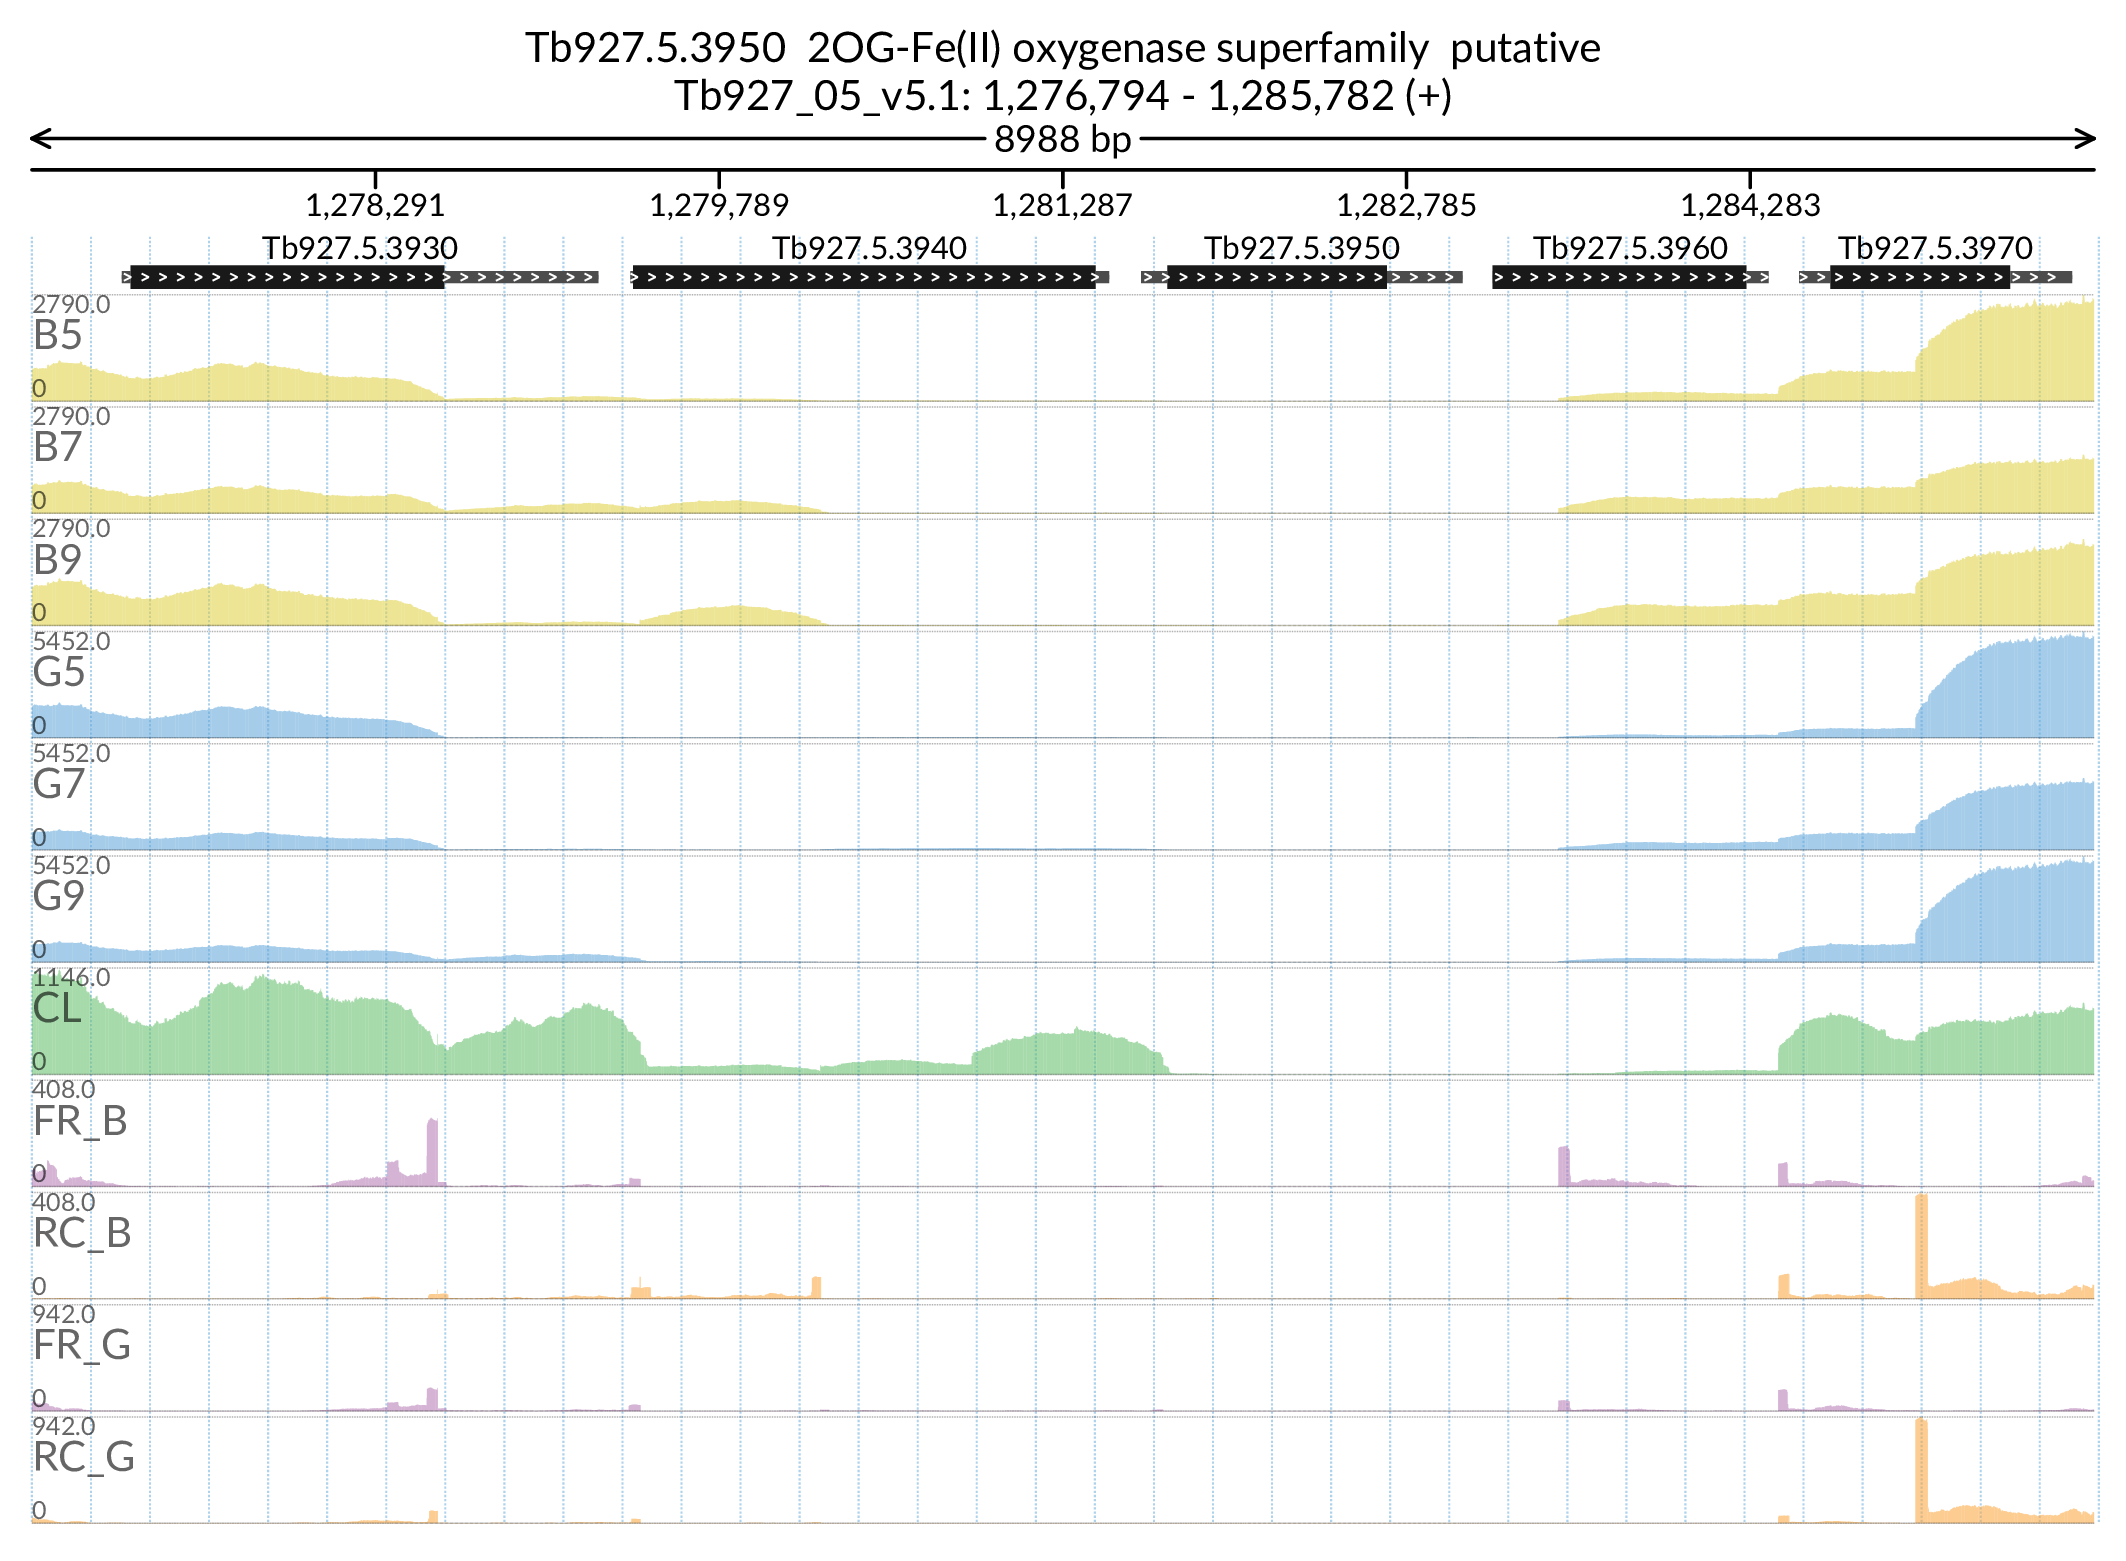 Tb927.5.3950 2OG-Fe(II) oxygenase superfamily putative
Tb927_05_v5.1: 1,276,794 - 1,285,782 (+)
8988 bp
1,278,291 1,279,789 1,281,287 1,282,785 1,284,283
Tb927.5.3930 Tb927.5.3940 Tb927.5.3950 Tb927.5.3960 Tb927.5.3970
2790.0
B5
0
2790.0
B7
0
2790.0
B9
0
5452.0
G5
0
5452.0
G7
0
5452.0
G9
0
1146.0
CL
0
408.0
FR_B
0
408.0
RC_B
0
942.0
FR_G
0
942.0
RC_G
0